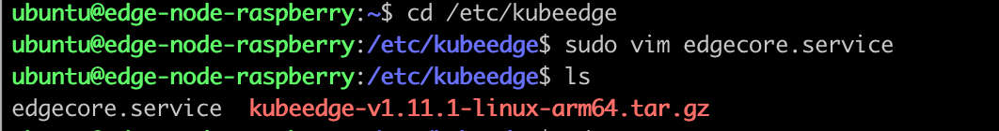 ubuntu@edge-node-raspberry:~$ cd /etc/kubeedge
ubuntu@edge-node-raspberry:/etc/kubeedge$ sudo vim edgecore.service
ubuntu@edge-node-raspberry:/etc/kubeedge$ ls
edgecore.service  kubeedge-v1.11.1-linux-arm64.tar.gz